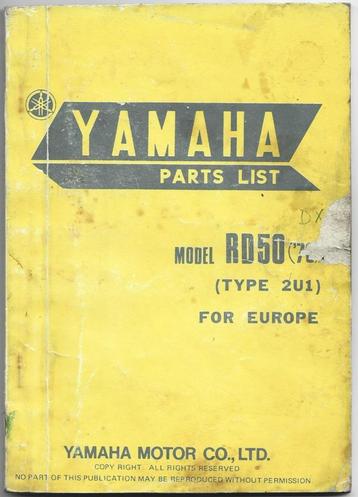 YAMAHA
PARTS LIST
DX
MODEL RD50
(TYPE 2U1)
FOR EUROPE
YAMAHA MOTOR CO., LTD.
COPY RIGHT. ALL RIGHTS RESERVED
NO PART OF THIS PUBLICATION MAY BE REPRODUCED WITHOUT PERMISSION